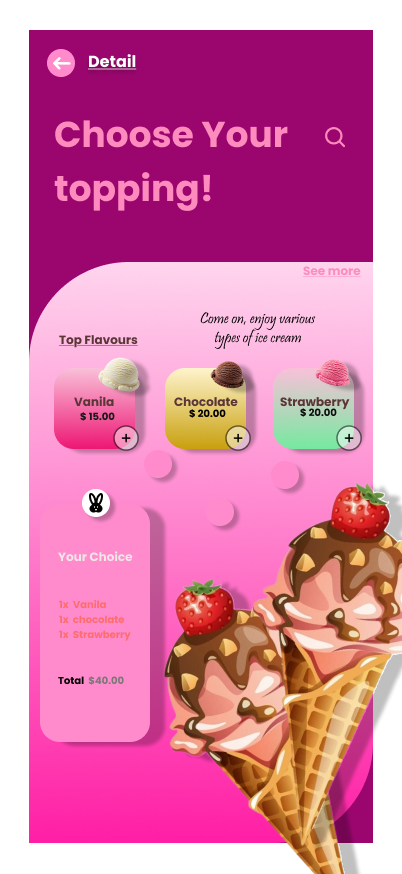 Detail
Choose Your
topping!
See more
Come on, enjoy various
types of ice cream
Top Flavours
Vanila
$ 15.00
+
Chocolate
$ 20.00
+
Strawberry
$ 20.00
+
Your Choice
1x Vanila
1x chocolate
1x Strawberry
Total $40.00